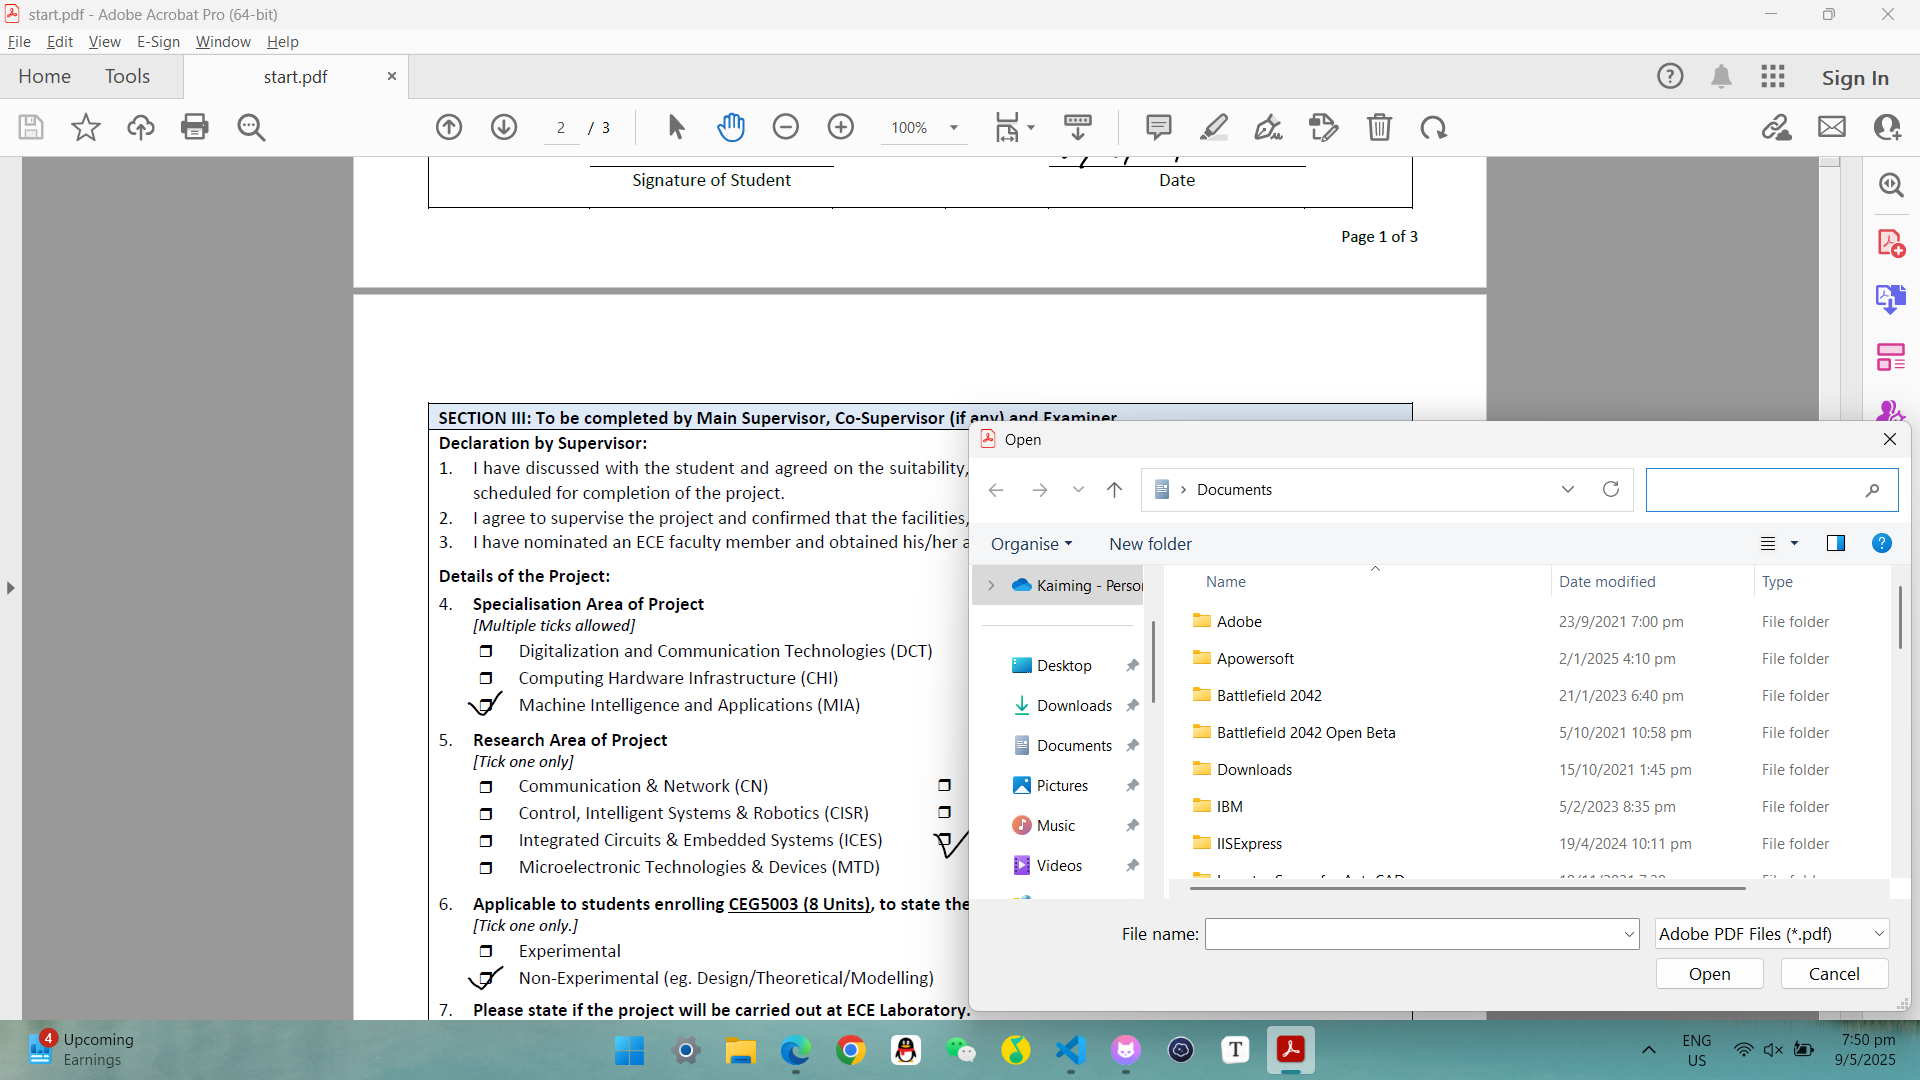 start.pdf - Adobe Acrobat Pro (64-bit)
File Edit View E-Sign Window Help
Home Tools start.pdf Sign In
2 / 3 100%
Signature of Student Date
Page 1 of 3
SECTION III: To be completed by Main Supervisor, Co-Supervisor (if any) and Examiner
Declaration by Supervisor:
1. I have discussed with the student and agreed on the suitability,
scheduled for completion of the project.
2. I agree to supervise the project and confirmed that the facilities,
3. I have nominated an ECE faculty member and obtained his/her a
Details of the Project:
4. Specialisation Area of Project
[Multiple ticks allowed]
Digitalization and Communication Technologies (DCT)
Computing Hardware Infrastructure (CHI)
Machine Intelligence and Applications (MIA)
5. Research Area of Project
[Tick one only]
Communication & Network (CN)
Control, Intelligent Systems & Robotics (CISR)
Integrated Circuits & Embedded Systems (ICES)
Microelectronic Technologies & Devices (MTD)
6. Applicable to students enrolling CEG5003 (8 Units), to state the
[Tick one only.]
Experimental
Non-Experimental (eg. Design/Theoretical/Modelling)
7. Please state if the project will be carried out at ECE Laboratory.
Open
Documents
Organise New folder
Kaiming - Person
Desktop
Downloads
Documents
Pictures
Music
Videos
Name Date modified Type
Adobe 23/9/2021 7:00 pm File folder
Apowersoft 2/1/2025 4:10 pm File folder
Battlefield 2042 21/1/2023 6:40 pm File folder
Battlefield 2042 Open Beta 5/10/2021 10:58 pm File folder
Downloads 15/10/2021 1:45 pm File folder
IBM 5/2/2023 8:35 pm File folder
IISExpress 19/4/2024 10:11 pm File folder
File name: Adobe PDF Files (*.pdf)
Open Cancel
4 Upcoming
Earnings
ENG
US
7:50 pm
9/5/2025